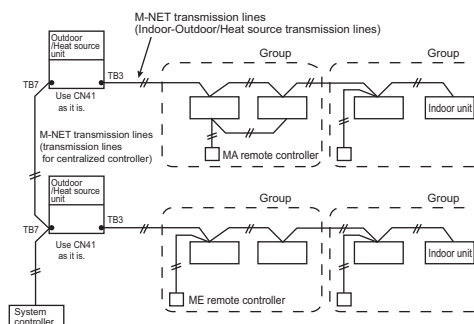 M-NET transmission lines
(Indoor-Outdoor/Heat source transmission lines)
Outdoor
/Heat source
unit
Group
Group
TB7
TB3
Use CN41
as it is.
Indoor unit
M-NET transmission lines
(transmission lines
for centralized controller)
MA remote controller
Outdoor
/Heat source
unit
Group
Group
TB7
TB3
Use CN41
as it is.
Indoor unit
ME remote controller
System
controller